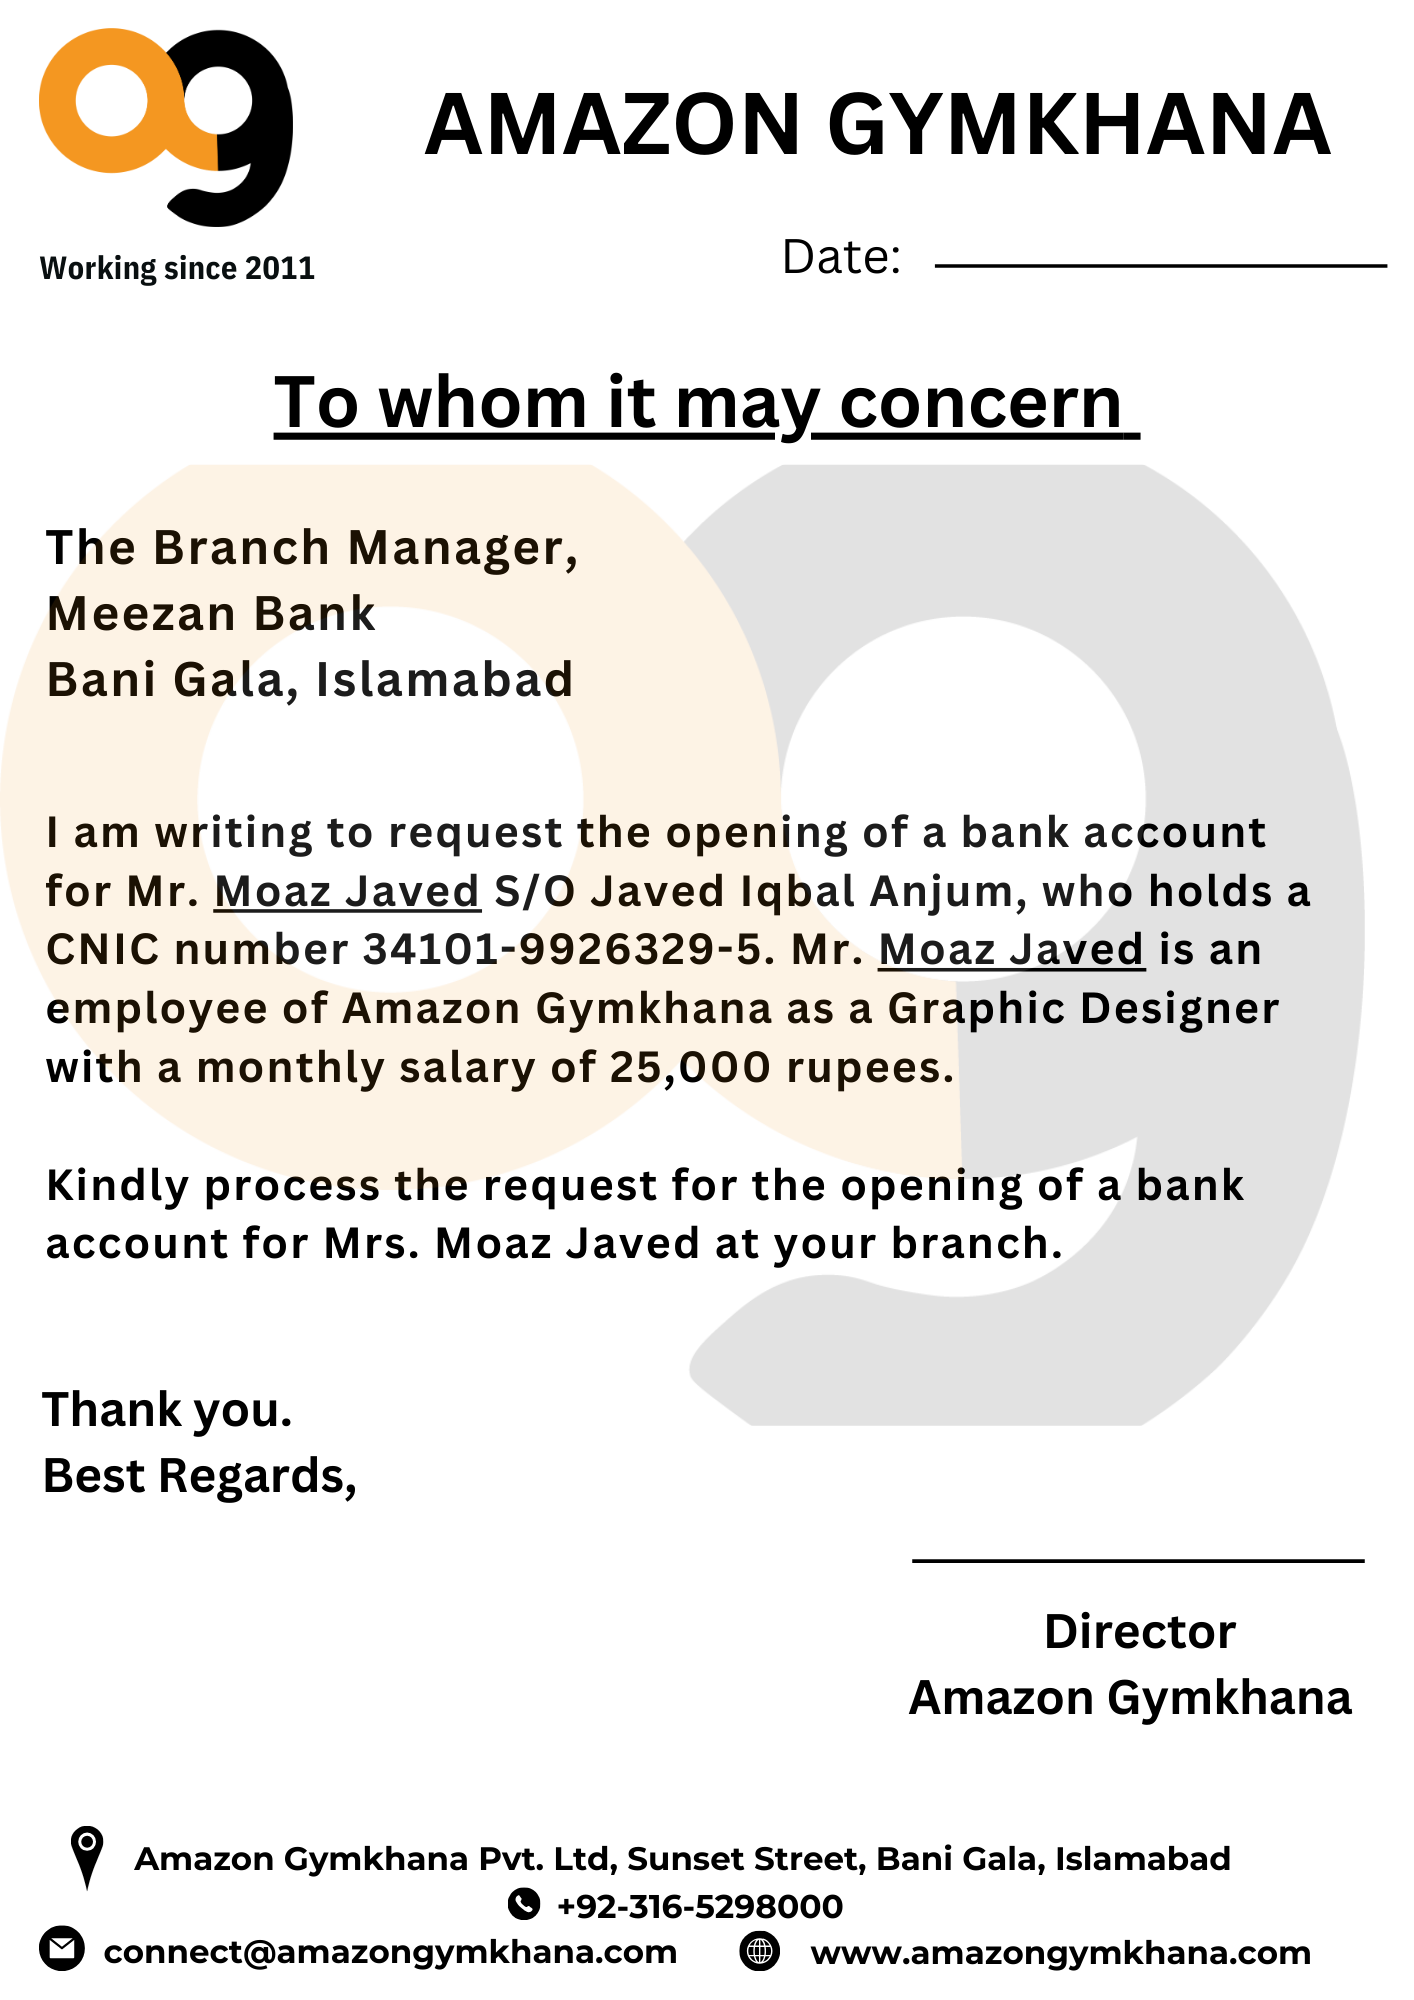 AMAZON GYMKHANA
Working since 2011
Date:
To whom it may concern
The Branch Manager,
Meezan Bank
Bani Gala, Islamabad
I am writing to request the opening of a bank account
for Mr. Moaz Javed S/O Javed Iqbal Anjum, who holds a
CNIC number 34101-9926329-5. Mr. Moaz Javed is an
employee of Amazon Gymkhana as a Graphic Designer
with a monthly salary of 25,000 rupees.
Kindly process the request for the opening of a bank
account for Mrs. Moaz Javed at your branch.
Thank you.
Best Regards,
Director
Amazon Gymkhana
Amazon Gymkhana Pvt. Ltd, Sunset Street, Bani Gala, Islamabad
+92-316-5298000
connect@amazongymkhana.com www.amazongymkhana.com